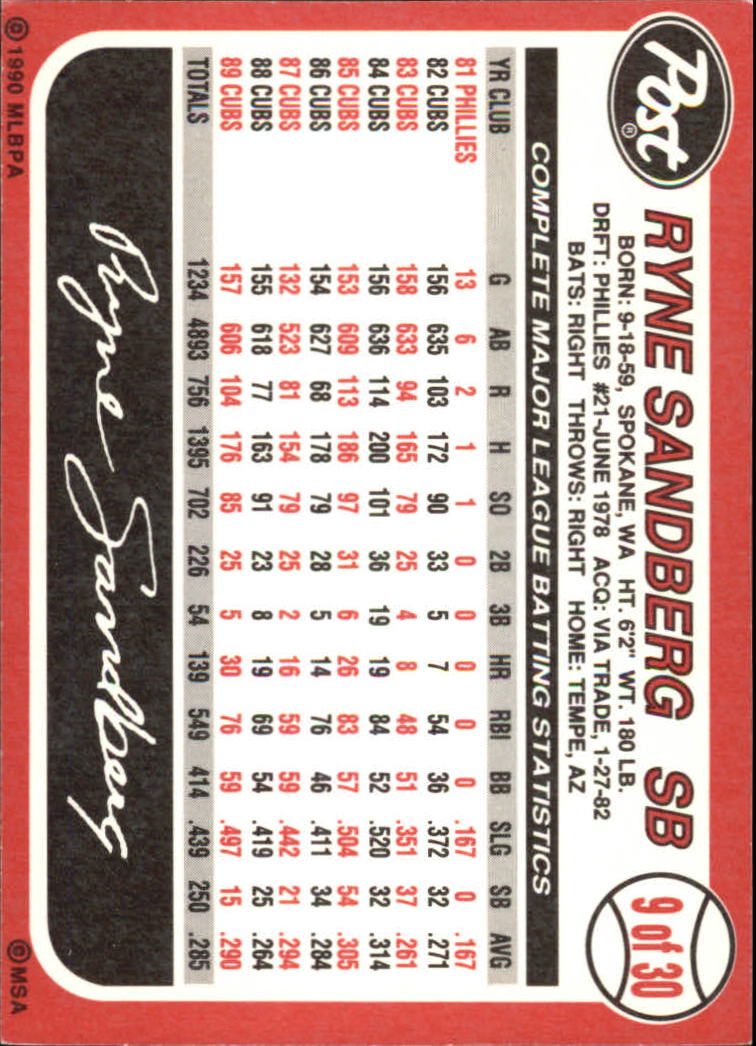 Post®
RYNE SANDBERG SB
9 of 30
BORN: 9-18-59, SPOKANE, WA HT. 6'2" WT. 180 LB.
DRFT: PHILLIES #21-JUNE 1978 ACQ: VIA TRADE, 1-27-82
BATS: RIGHT THROWS: RIGHT HOME: TEMPE, AZ
COMPLETE MAJOR LEAGUE BATTING STATISTICS
YR CLUB G AB R H SO 2B 3B HR RBI BB SLG SB AVG
81 PHILLIES 13 6 2 1 1 0 0 0 0 0 .167 0 .167
82 CUBS 156 635 103 172 90 33 5 7 54 36 .372 32 .271
83 CUBS 158 633 94 165 79 25 4 8 48 51 .351 37 .261
84 CUBS 156 636 114 200 101 36 19 19 84 52 .520 32 .314
85 CUBS 153 609 113 186 97 31 6 26 83 57 .504 54 .305
86 CUBS 154 627 68 178 79 28 5 14 76 46 .411 34 .284
87 CUBS 132 523 81 154 79 25 2 16 59 59 .442 21 .294
88 CUBS 155 618 77 163 91 23 8 19 69 54 .419 25 .264
89 CUBS 157 606 104 176 85 25 5 30 76 59 .497 15 .290
TOTALS 1234 4893 756 1395 702 226 54 139 549 414 .439 250 .285
Ryne Sandberg
©1990 MLBPA
©MSA